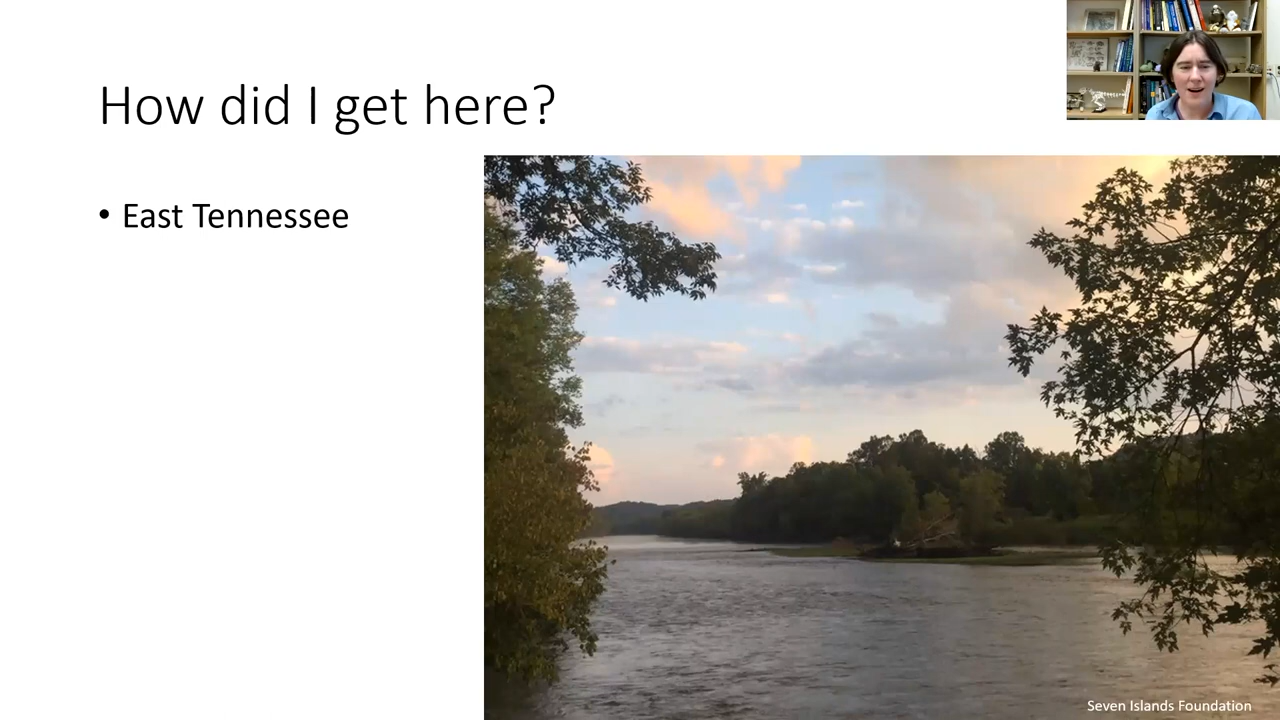 How did I get here?
• East Tennessee
Seven Islands Foundation